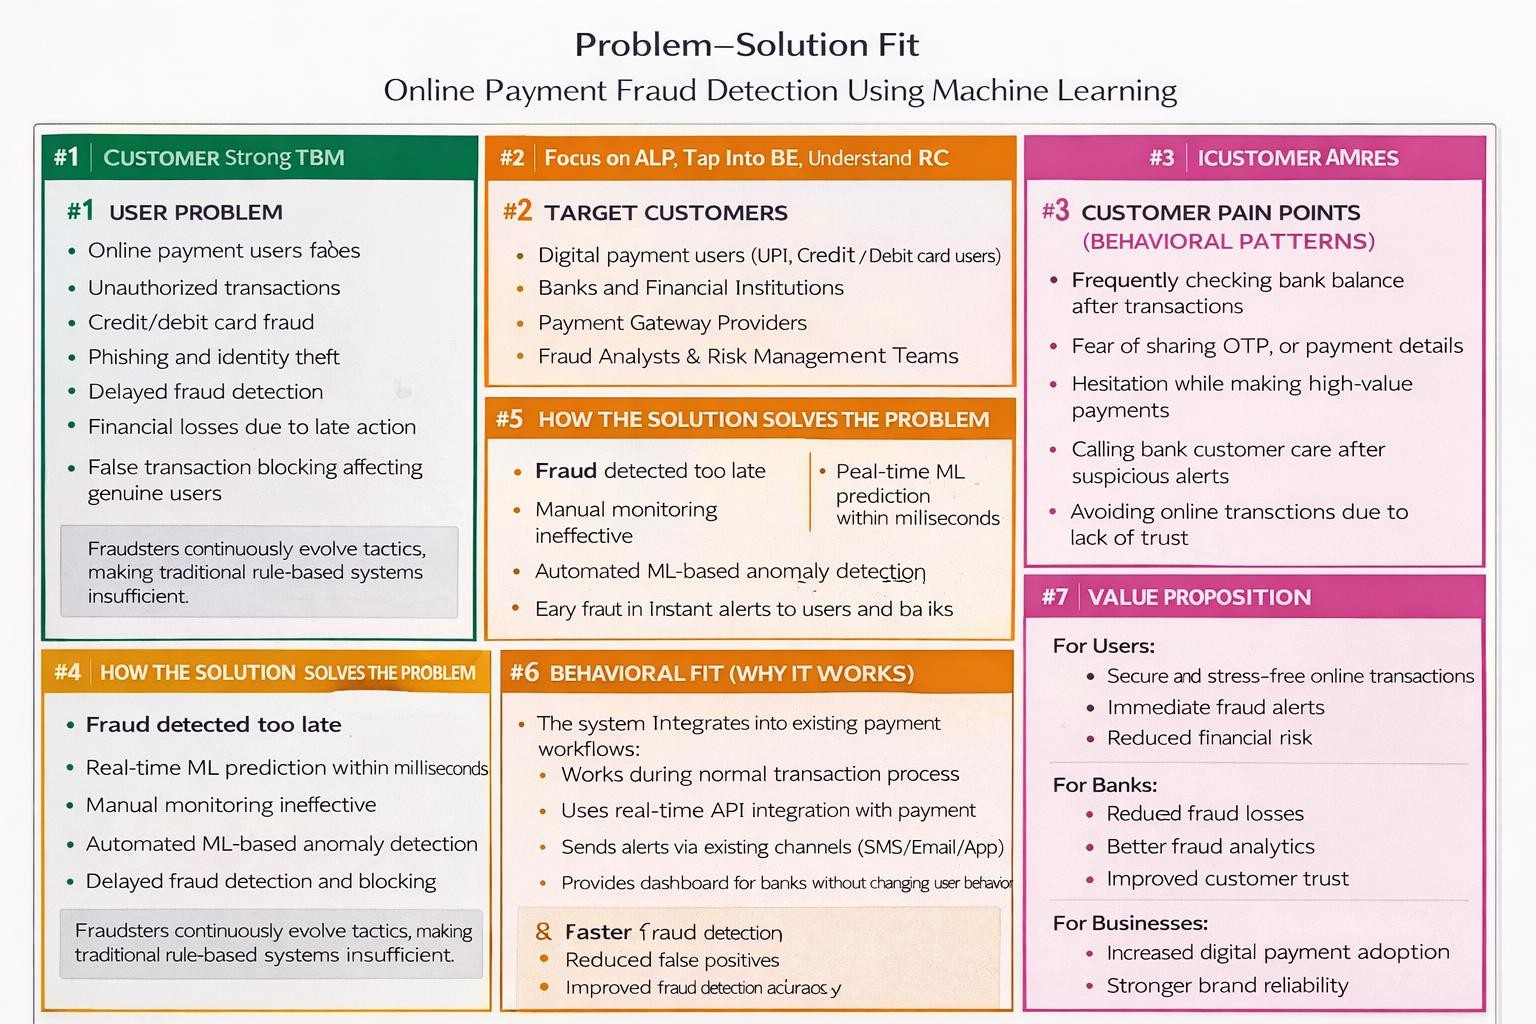 Problem–Solution Fit
Online Payment Fraud Detection Using Machine Learning
#1 CUSTOMER Strong TBM
#1 USER PROBLEM
• Online payment users faƅes
• Unauthorized transactions
• Credit/debit card fraud
• Phishing and identity theft
• Delayed fraud detection
• Financial losses due to late action
• False transaction blocking affecting
genuine users
Fraudsters continuously evolve tactics,
making traditional rule-based systems
insufficient.
#2 Focus on ALP, Tap Into BE, Understand RC
#2 TARGET CUSTOMERS
• Digital payment users (UPI, Credit / Debit card users)
• Banks and Financial Institutions
• Payment Gateway Providers
• Fraud Analysts & Risk Management Teams
#3 ICUSTOMER AMRES
#3 CUSTOMER PAIN POINTS
(BEHAVIORAL PATTERNS)
• Frequently checking bank balance
after transactions
• Fear of sharing OTP, or payment details
• Hesitation while making high-value
payments
• Calling bank customer care after
suspicious alerts
• Avoiding online transctions due to
lack of trust
#5 HOW THE SOLUTION SOLVES THE PROBLEM
• Fraud detected too late
• Manual monitoring
ineffective
• Peal-time ML
prediction
within miliseconds
• Automated ML-based anomaly detection
• Eary fraut in instant alerts to users and ba iks
#4 HOW THE SOLUTION SOLVES THE PROBLEM
• Fraud detected too late
• Real-time ML prediction within milliseconds
• Manual monitoring ineffective
• Automated ML-based anomaly detection
• Delayed fraud detection and blocking
Fraudsters continuously evolve tactics, making
traditional rule-based systems insufficient.
#6 BEHAVIORAL FIT (WHY IT WORKS)
• The system Integrates into existing payment
workflows:
• Works during normal transaction process
• Uses real-time API integration with payment
• Sends alerts via existing channels (SMS/Email/App)
• Provides dashboard for banks without changing user behavior
& Faster fraud detection
• Reduced false positives
• Improved fraud detection aciuraos y
#7 VALUE PROPOSITION
For Users:
• Secure and stress-free online transactions
• Immediate fraud alerts
• Reduced financial risk
For Banks:
• Redued fraud losses
• Better fraud analytics
• Improved customer trust
For Businesses:
• Increased digital payment adoption
• Stronger brand reliability